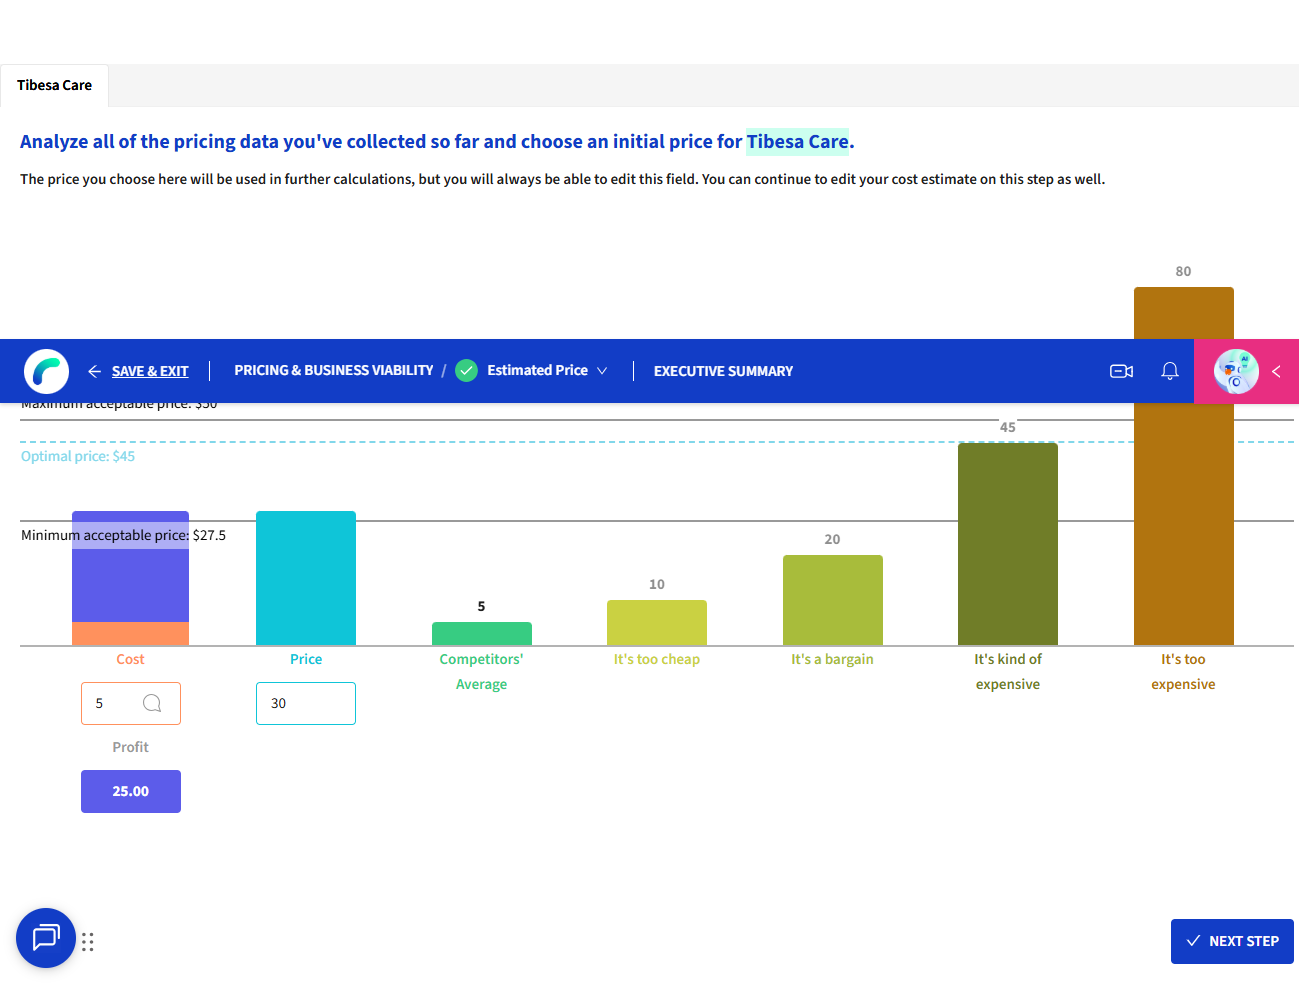 Tibesa Care
Analyze all of the pricing data you've collected so far and choose an initial price for Tibesa Care.
The price you choose here will be used in further calculations, but you will always be able to edit this field. You can continue to edit your cost estimate on this step as well.
80
SAVE & EXIT
PRICING & BUSINESS VIABILITY / Estimated Price
EXECUTIVE SUMMARY
AI
Maximum acceptable price: $50
45
Optimal price: $45
Minimum acceptable price: $27.5
20
10
5
Cost
Price
Competitors' Average
It's too cheap
It's a bargain
It's kind of expensive
It's too expensive
5
30
Profit
25.00
NEXT STEP